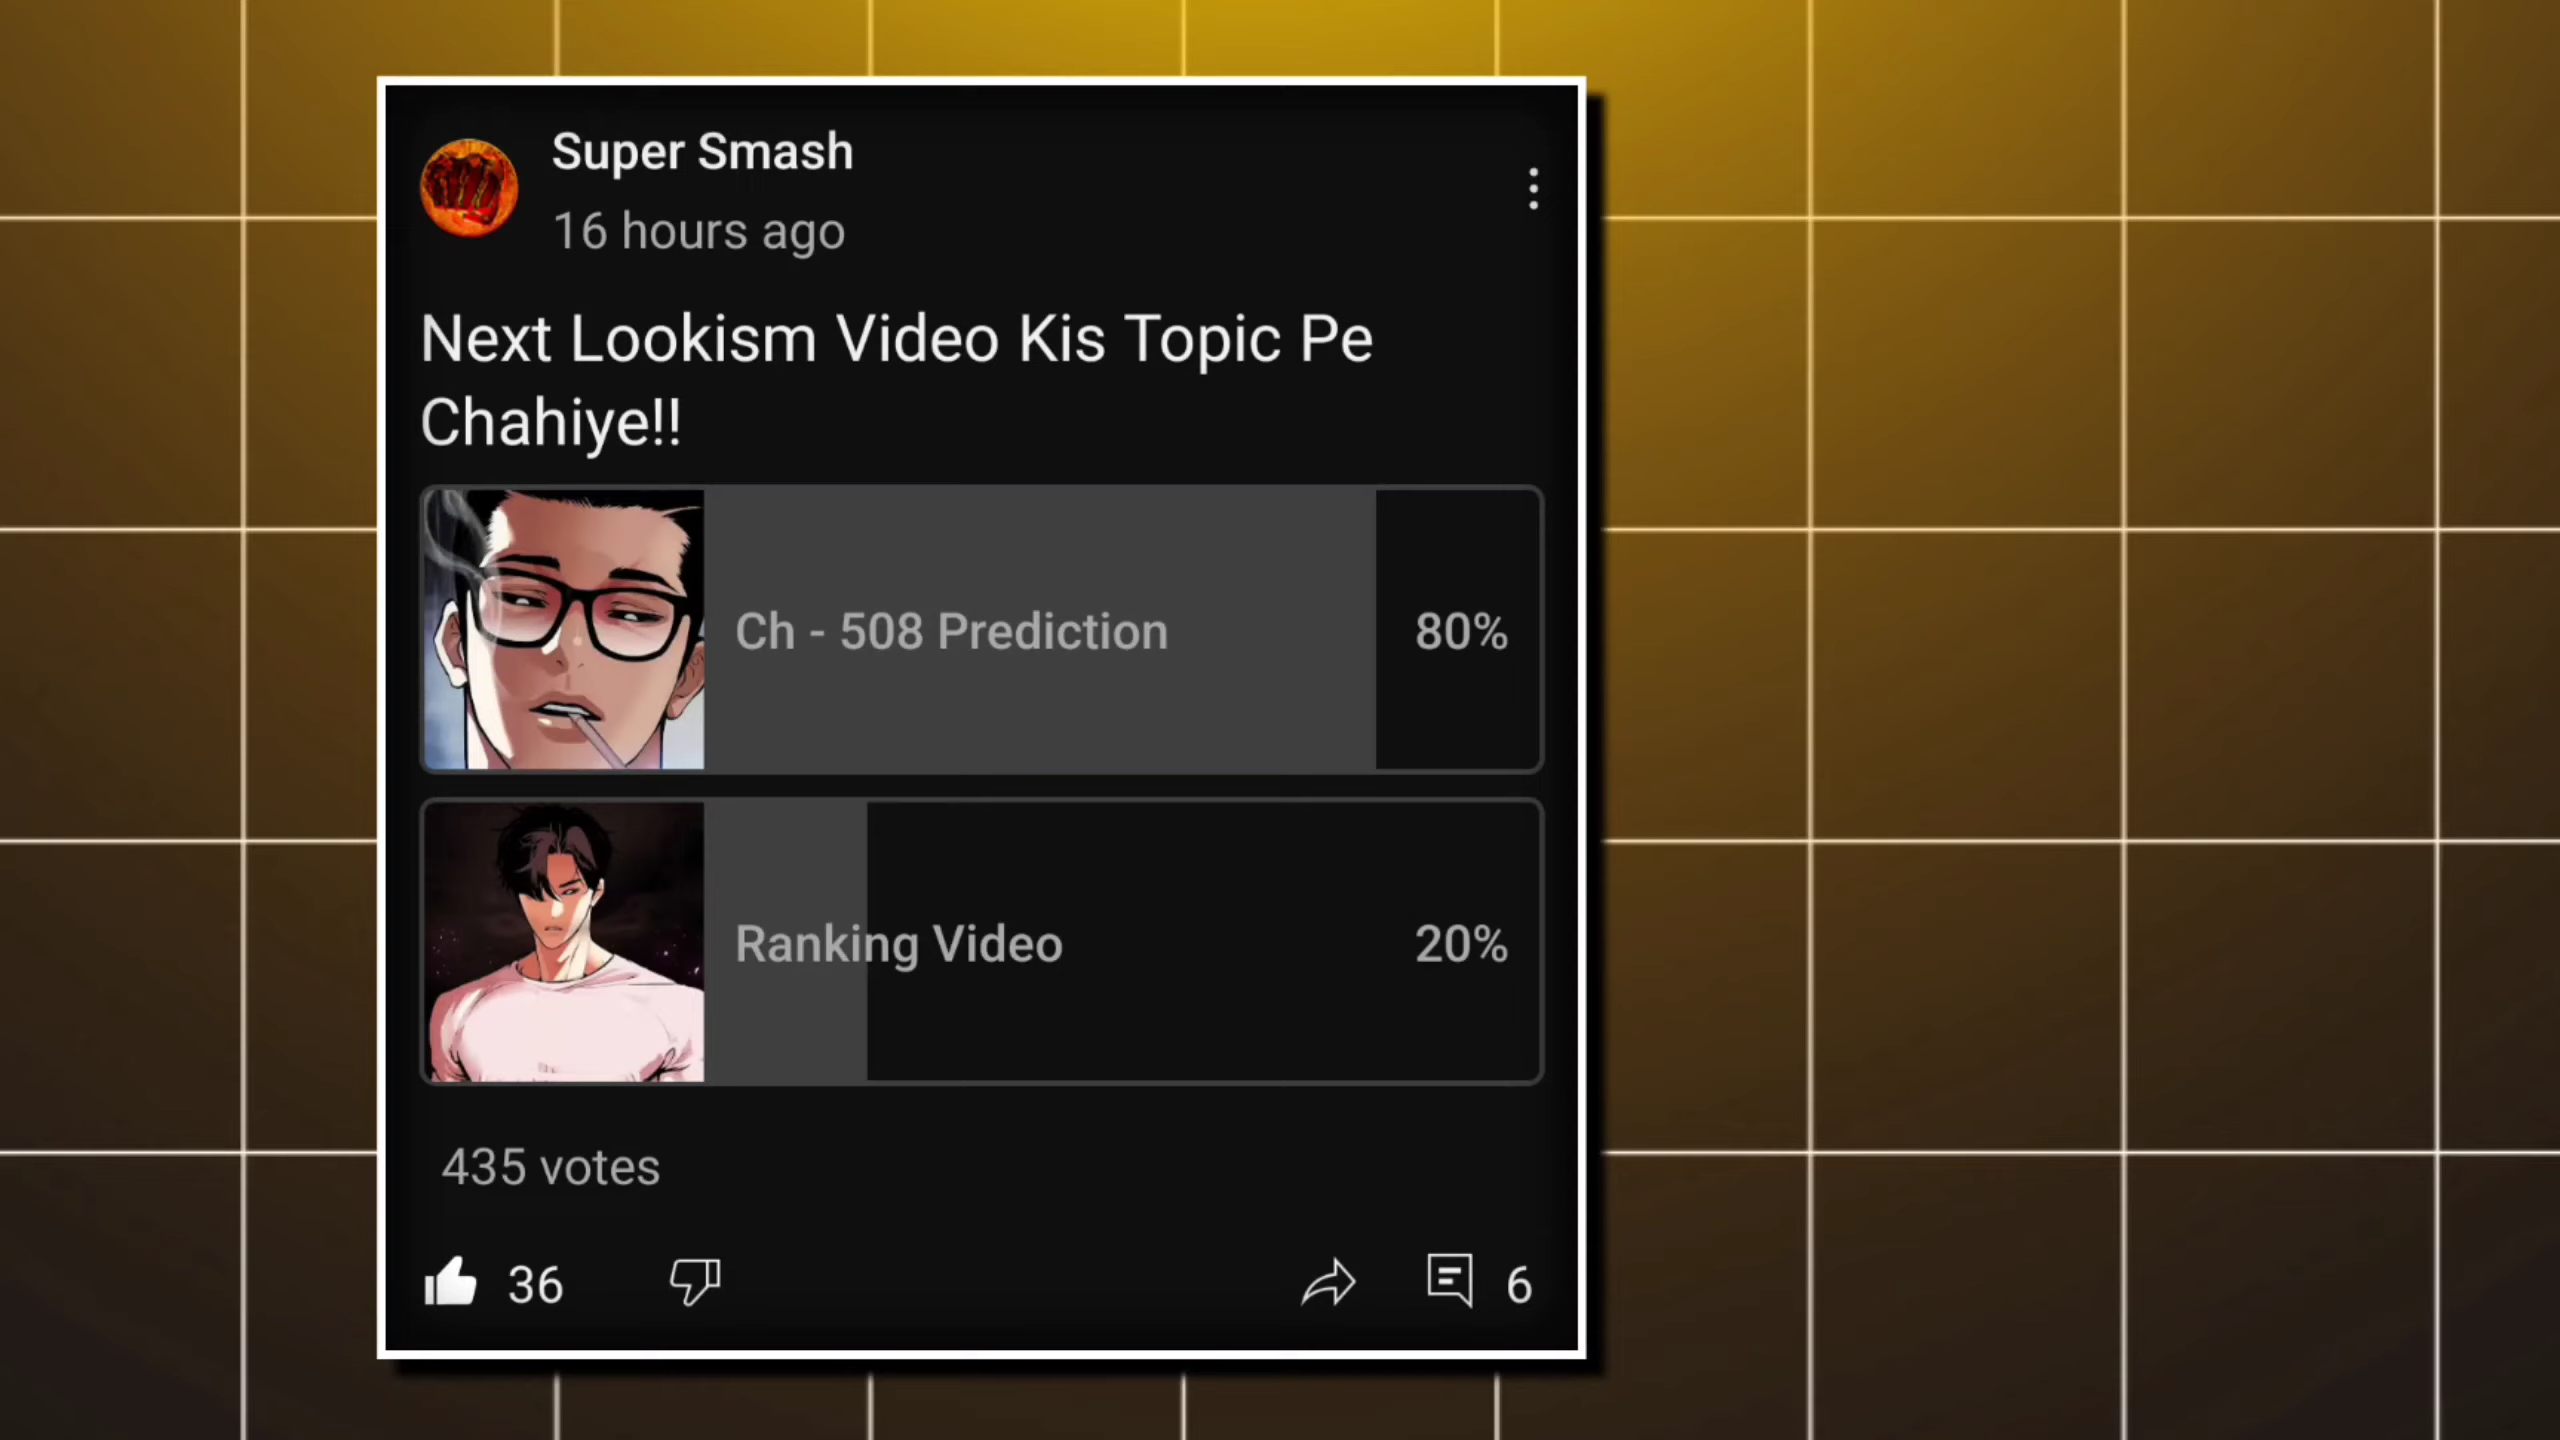 Super Smash
16 hours ago
Next Lookism Video Kis Topic Pe
Chahiye!!
Ch - 508 Prediction
80%
Ranking Video
20%
435 votes
36
6